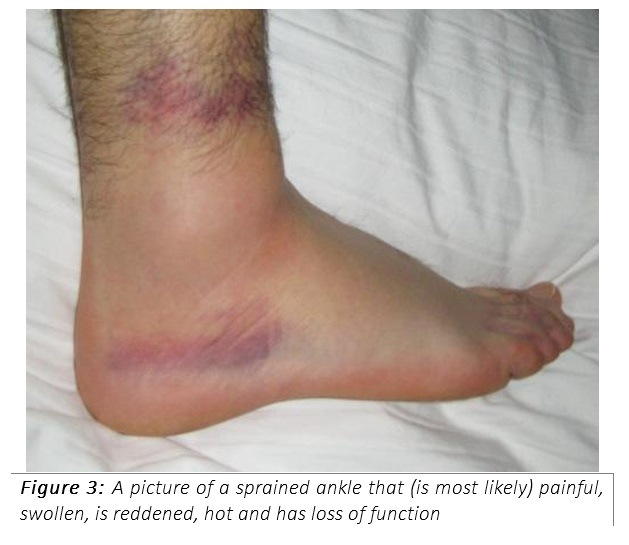 Figure 3: A picture of a sprained ankle that (is most likely) painful,
swollen, is reddened, hot and has loss of function